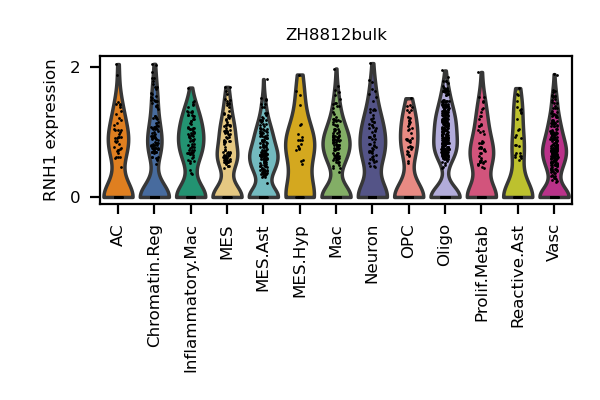 ZH8812bulk
RNH1 expression
2
0
AC
Chromatin.Reg
Inflammatory.Mac
MES
MES.Ast
MES.Hyp
Mac
Neuron
OPC
Oligo
Prolif.Metab
Reactive.Ast
Vasc